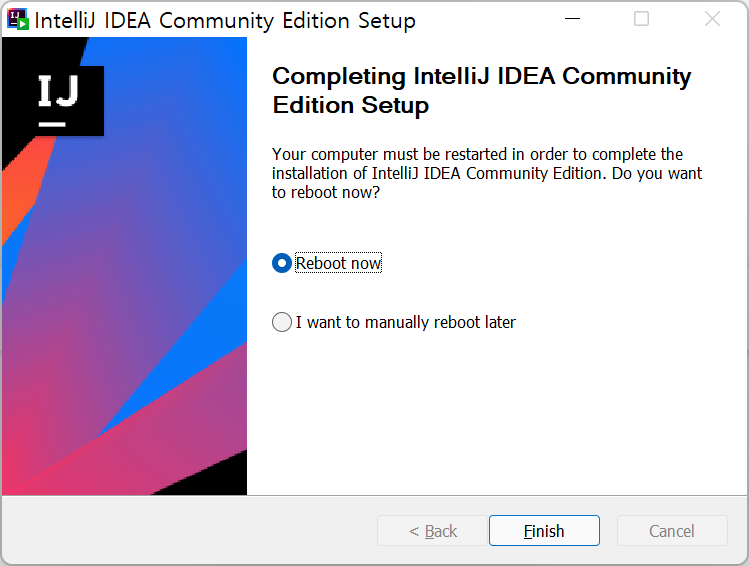 IntelliJ IDEA Community Edition Setup
IJ
Completing IntelliJ IDEA Community
Edition Setup
Your computer must be restarted in order to complete the
installation of IntelliJ IDEA Community Edition. Do you want
to reboot now?
Reboot now
I want to manually reboot later
< Back
Finish
Cancel